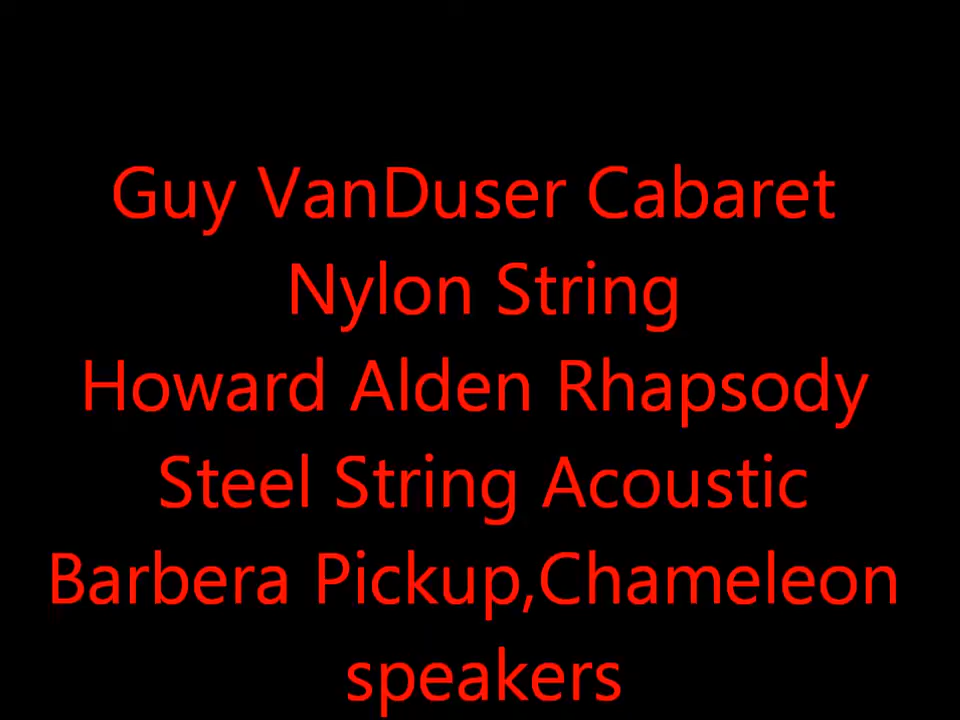 Guy VanDuser Cabaret
Nylon String
Howard Alden Rhapsody
Steel String Acoustic
Barbera Pickup,Chameleon
speakers